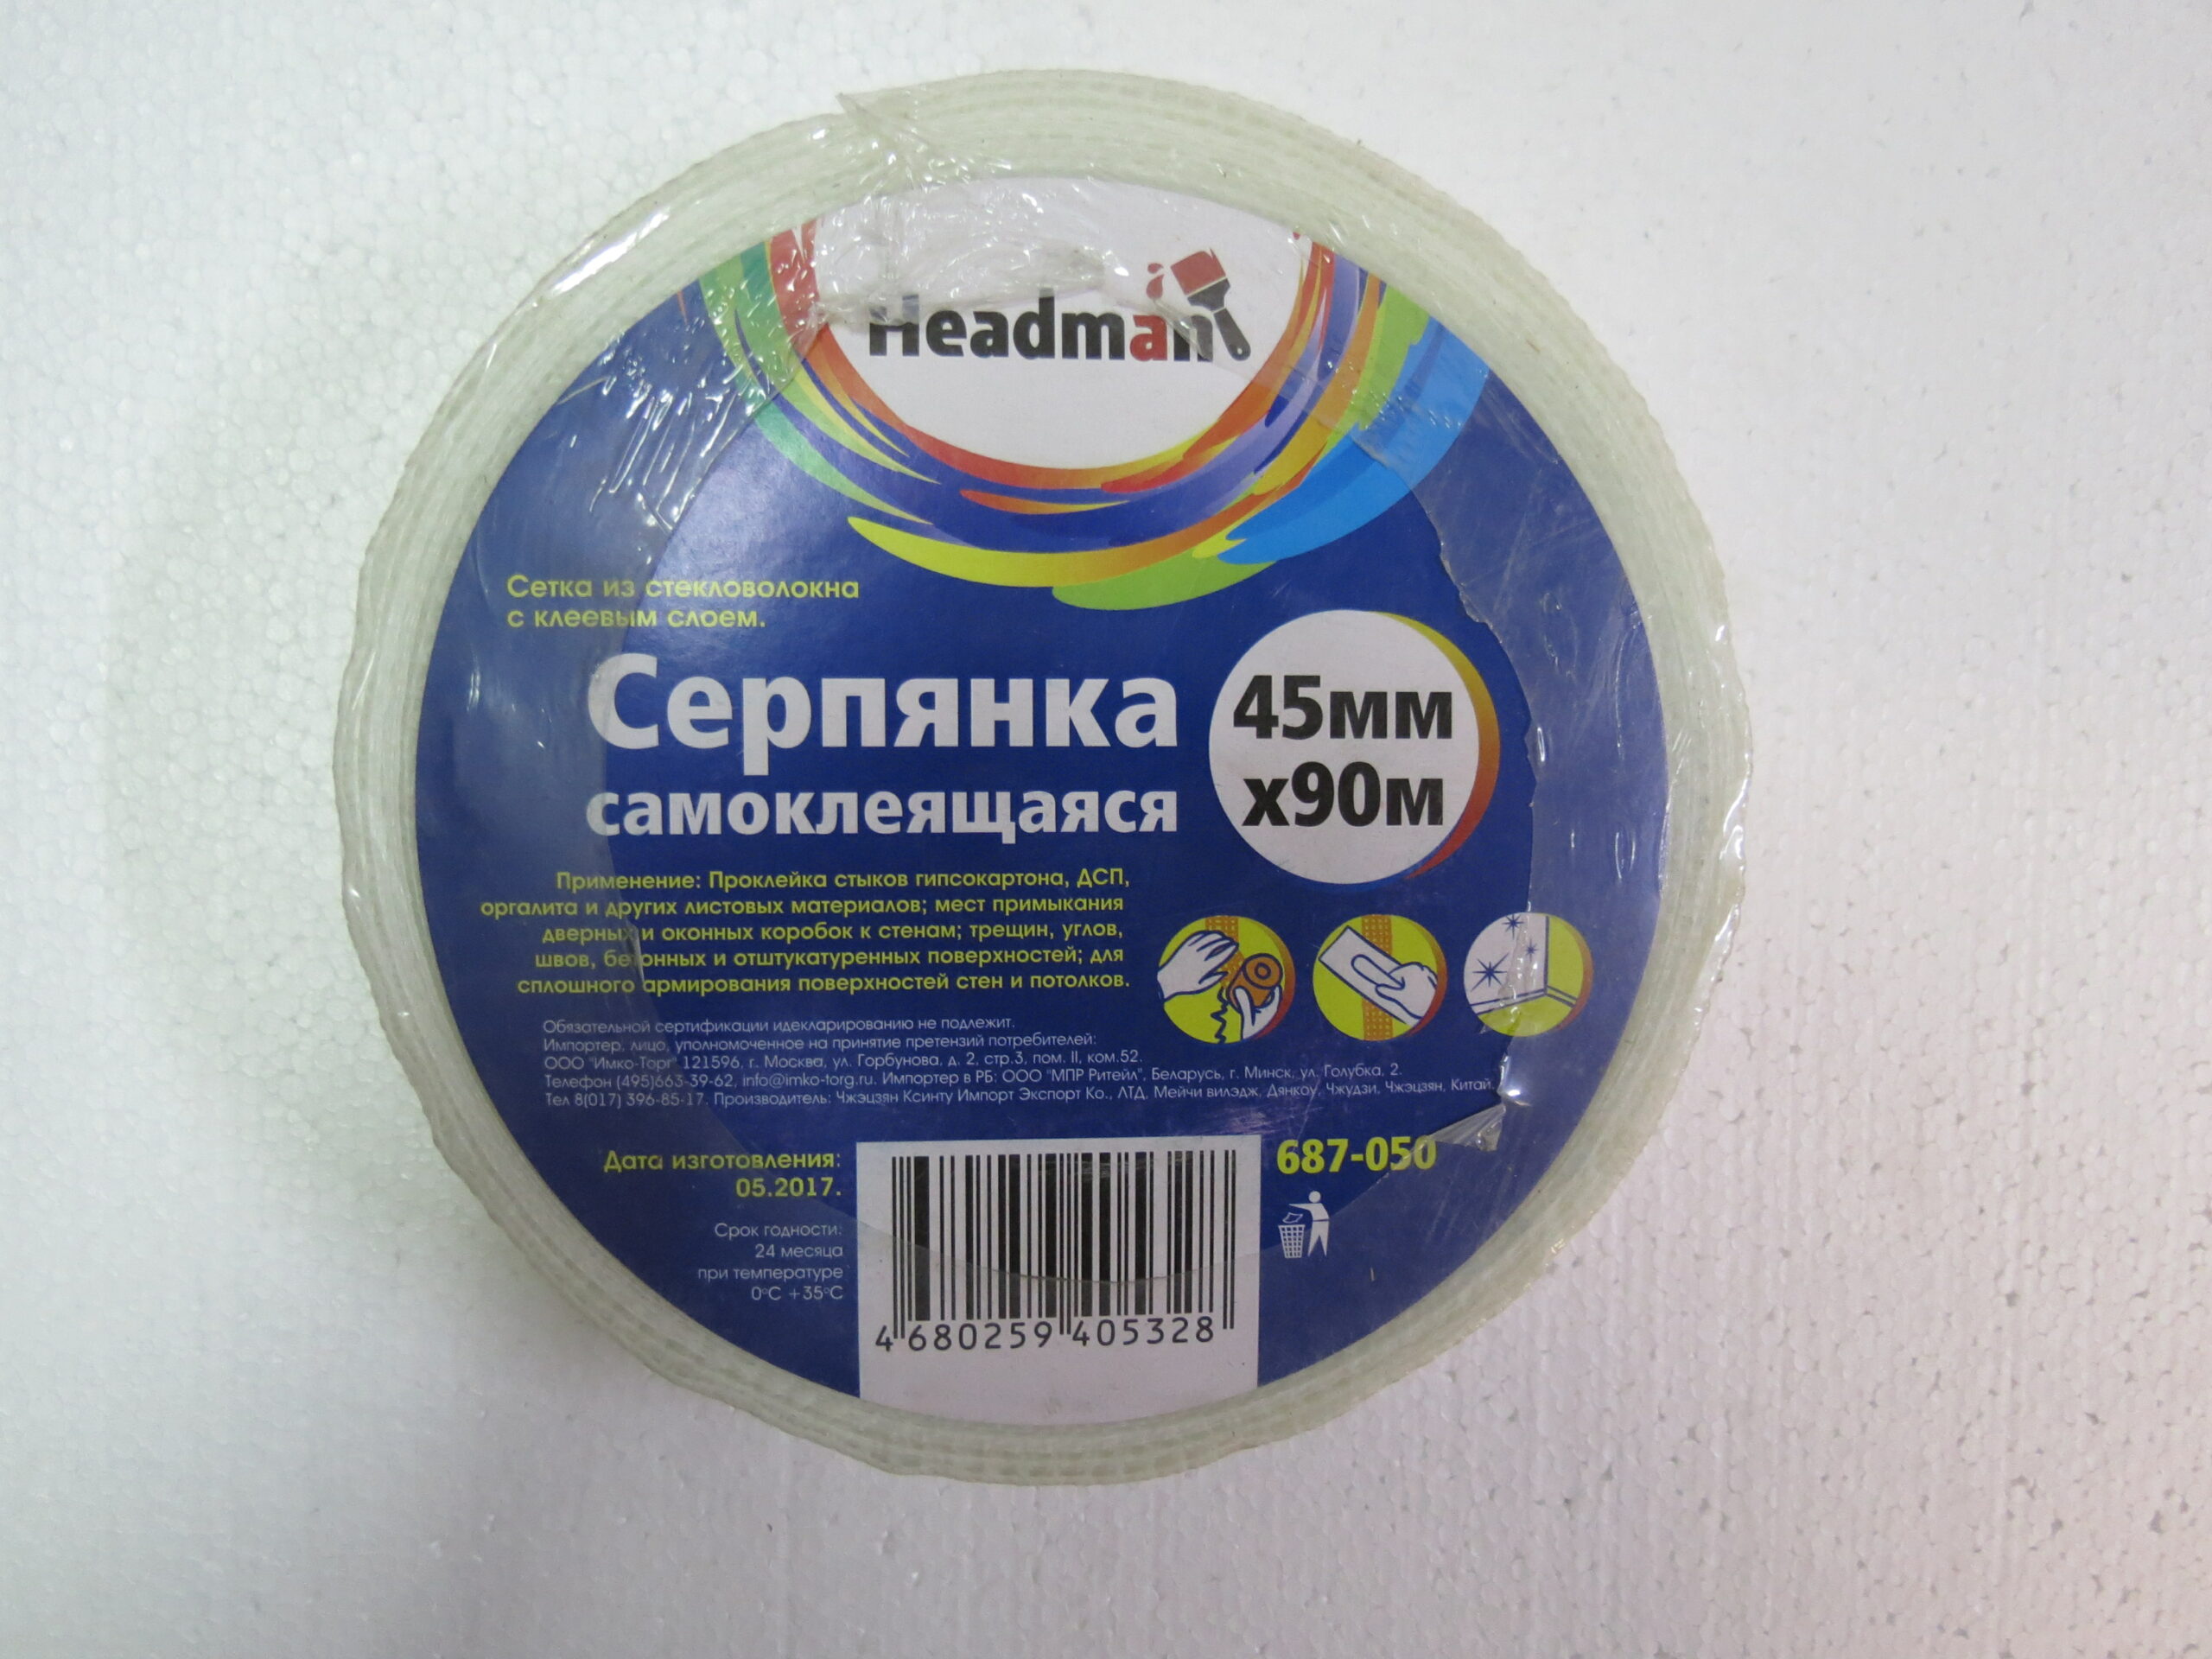 Headman
Сетка из стекловолокна
с клеевым слоем.
Серпянка
самоклеящаяся
45мм
х90м
Применение: Проклейка стыков гипсокартона, ДСП,
оргалита и других листовых материалов; мест примыкания
дверных и оконных коробок к стенам; трещин, углов,
швов, бетонных и отштукатуренных поверхностей; для
сплошного армирования поверхностей стен и потолков.
Обязательной сертификации идекларированию не подлежит.
Импортер, лицо, уполномоченное на принятие претензий потребителей:
ООО "Имко-Торг" 121596, г. Москва, ул. Горбунова, д. 2, стр.3, пом. II, ком.52.
Телефон (495)663-39-62, info@imko-torg.ru. Импортер в РБ: ООО "МПР Ритейл", Беларусь, г. Минск, ул. Голубка, 2.
Тел 8(017) 396-85-17. Производитель: Чжэцзян Ксинту Импорт Экспорт Ко., ЛТД, Мейчи вилэдж, Дянкоу, Чжудзи, Чжэцзян, Китай.
Дата изготовления:
05.2017.
687-050
Срок годности:
24 месяца
при температуре
0°С +35°С
4 680259 405328